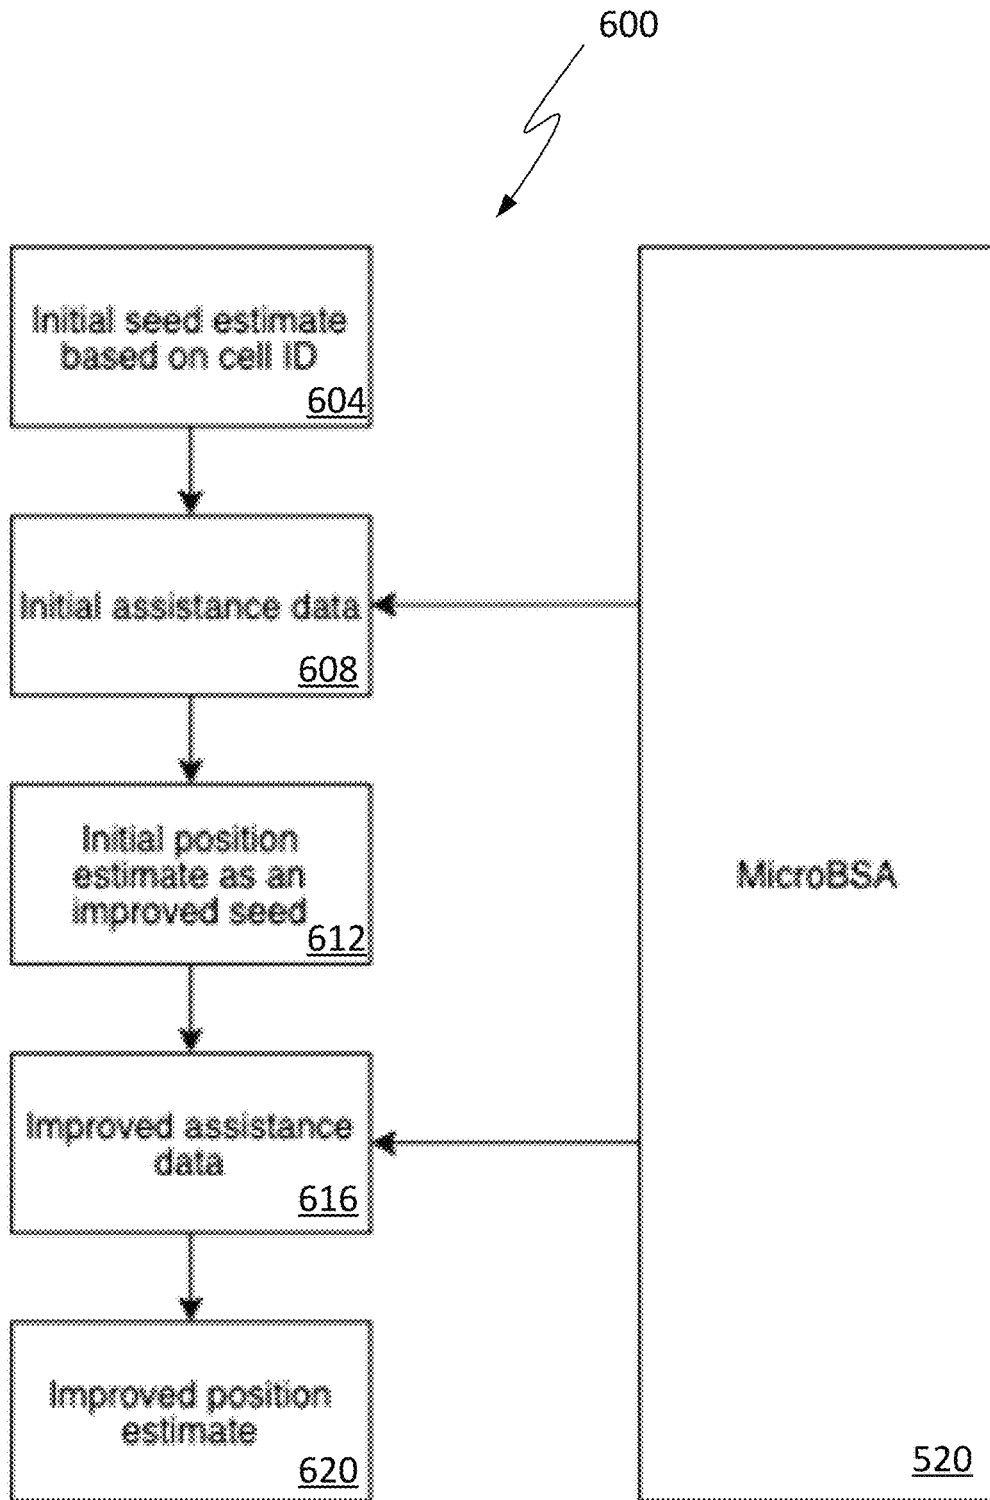 600
Initial seed estimate
based on cell ID
604
Initial assistance data
608
Initial position
estimate as an
improved seed
612
MicroBSA
Improved assistance
data
616
Improved position
estimate
620
520